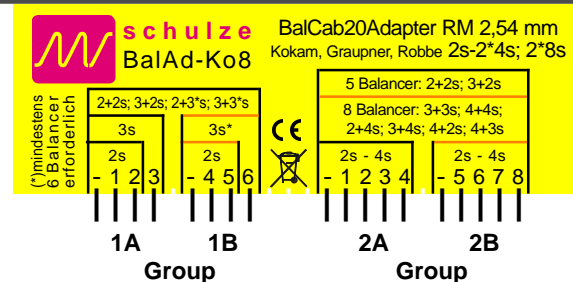 schulze
BalAd-Ko8
BalCab20Adapter RM 2,54 mm
Kokam, Graupner, Robbe 2s-2*4s; 2*8s
(*)mindestens
6 Balancer
erforderlich
2+2s; 3+2s; 2+3*s; 3+3*s
3s
3s*
2s
2s
- 1 2 3
- 4 5 6
CE
5 Balancer: 2+2s; 3+2s
8 Balancer: 3+3s; 4+4s;
2+4s; 3+4s; 4+2s; 4+3s
2s - 4s
2s - 4s
- 1 2 3 4
- 5 6 7 8
1A
1B
2A
2B
Group
Group